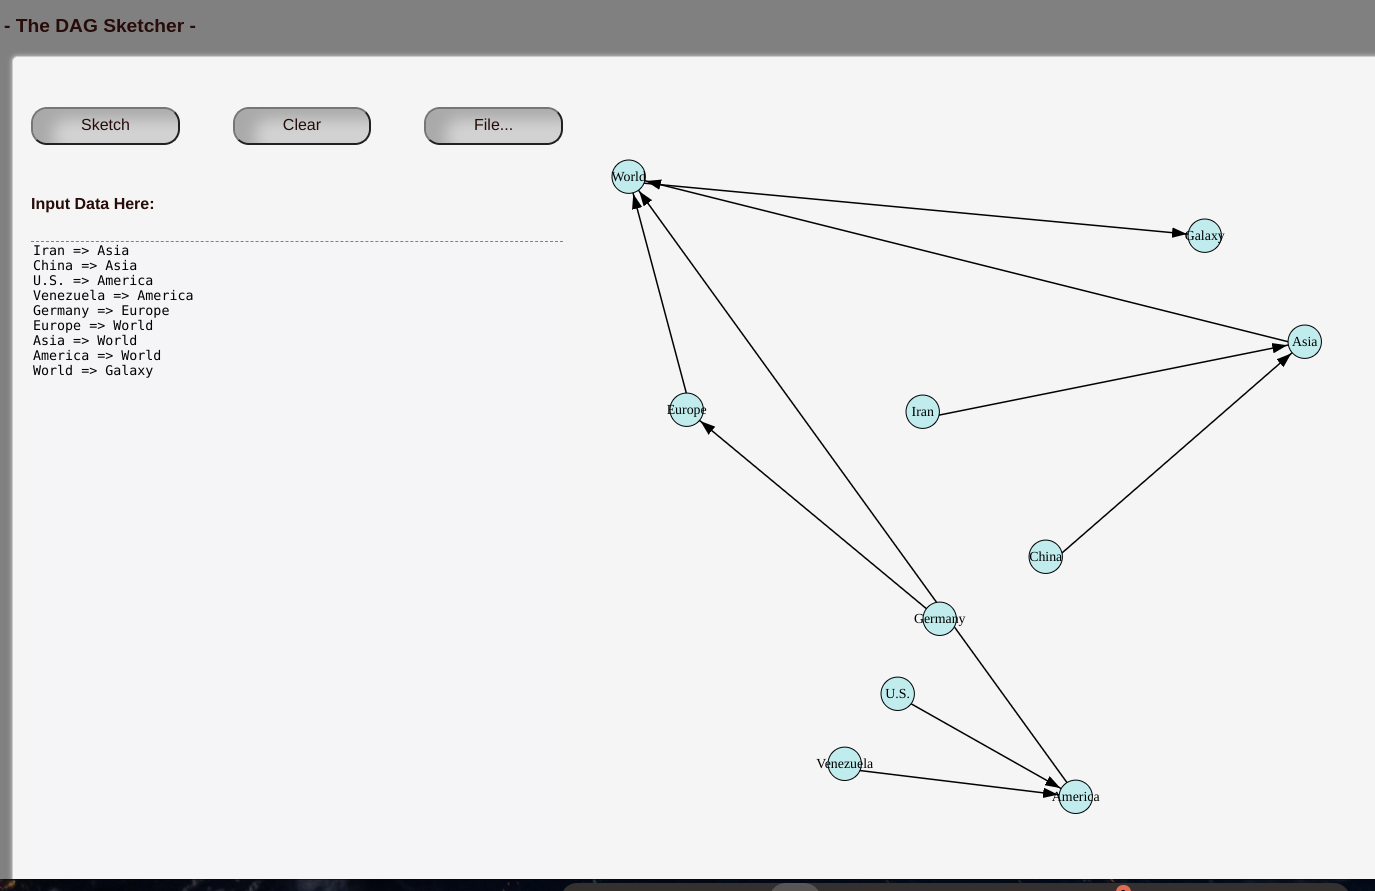 - The DAG Sketcher -
Sketch
Clear
File...
Input Data Here:
Iran => Asia
China => Asia
U.S. => America
Venezuela => America
Germany => Europe
Europe => World
Asia => World
America => World
World => Galaxy
World
Galaxy
Asia
Europe
Iran
China
Germany
U.S.
Venezuela
America